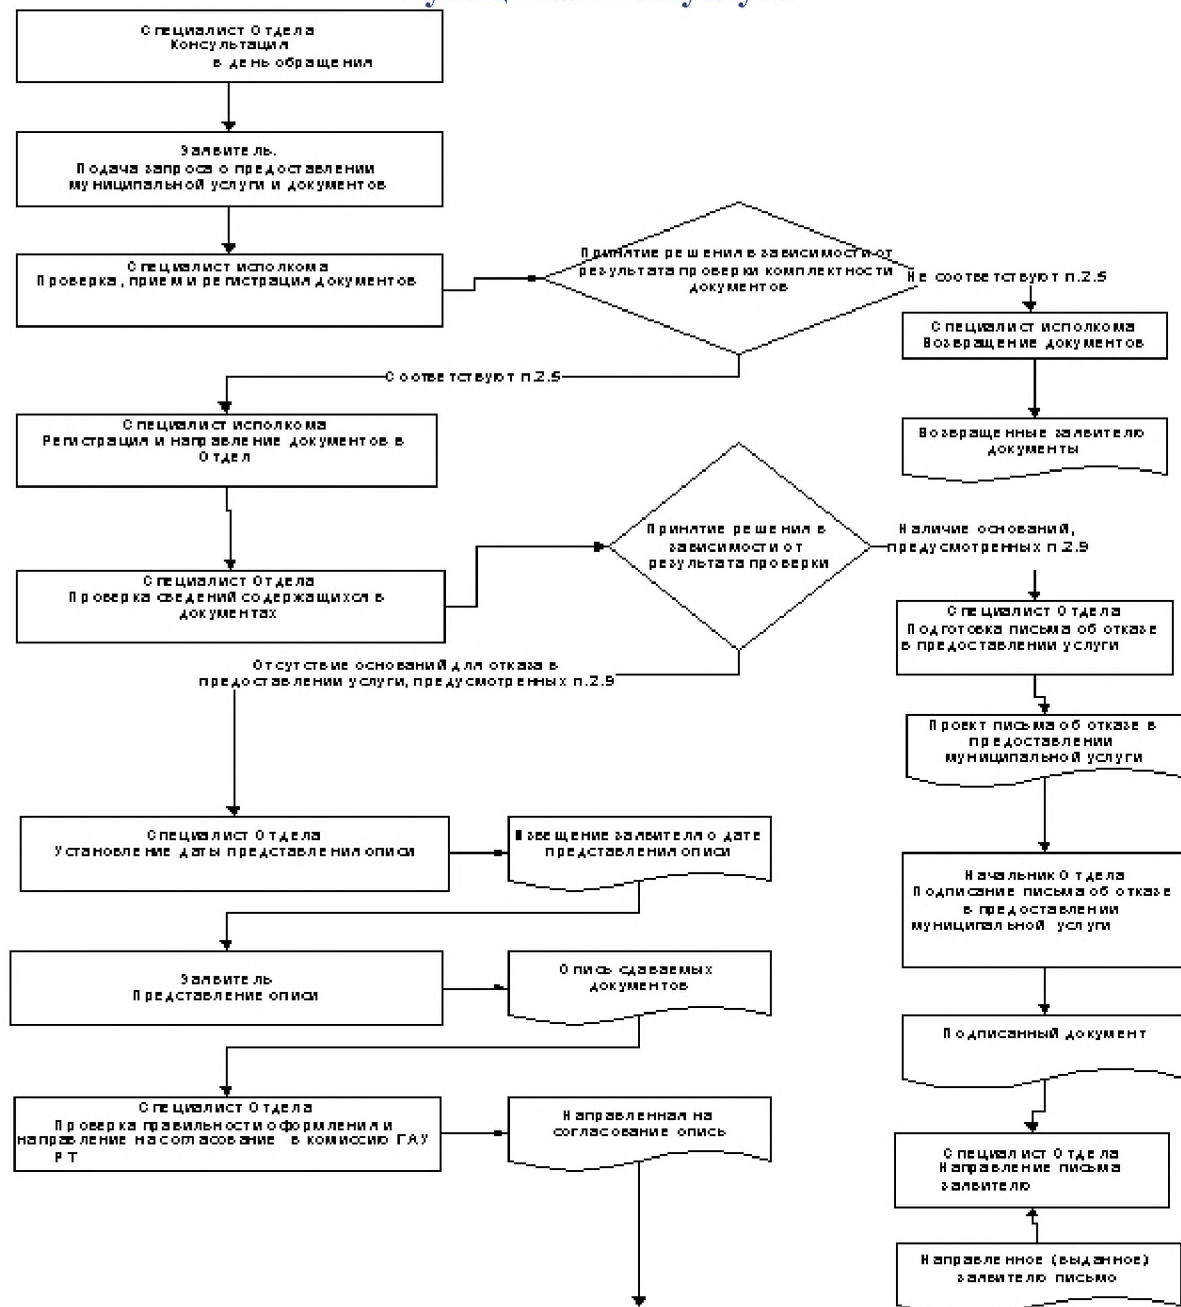 Специалист Отдела
Консультация
в день обращения
Заявитель.
Подача запроса о предоставлении
муниципальной услуги и документов
Специалист исполкома
Проверка, прием и регистрация документов
Принятие решения в зависимости от
результата проверки комплектности
документов
Не соответствуют п.2.5
Специалист исполкома
Возвращение документов
Соответствуют п.2.5
Специалист исполкома
Регистрация и направление документов в
Отдел
Возвращенные заявителю
документы
Принятие решения в
зависимости от
результата проверки
Наличие оснований,
предусмотренных п.2.9
Специалист Отдела
Проверка сведений содержащихся в
документах
Специалист Отдела
Подготовка письма об отказе
в предоставлении услуги
Отсутствие оснований для отказа в
предоставлении услуги, предусмотренных п.2.9
Проект письма об отказе в
предоставлении
муниципальной услуги
Специалист Отдела
Установление даты представления описи
Извещение заявителя о дате
представления описи
Начальник Отдела
Подписание письма об отказе
в предоставлении
муниципальной услуги
Заявитель
Представление описи
Опись сдаваемых
документов
Подписанный документ
Специалист Отдела
Проверка правильности оформления и
направление на согласование в комиссию ГАУ
РТ
Направленная на
согласование опись
Специалист Отдела
Направление письма
заявителю
Направленное (выданное)
заявителю письмо